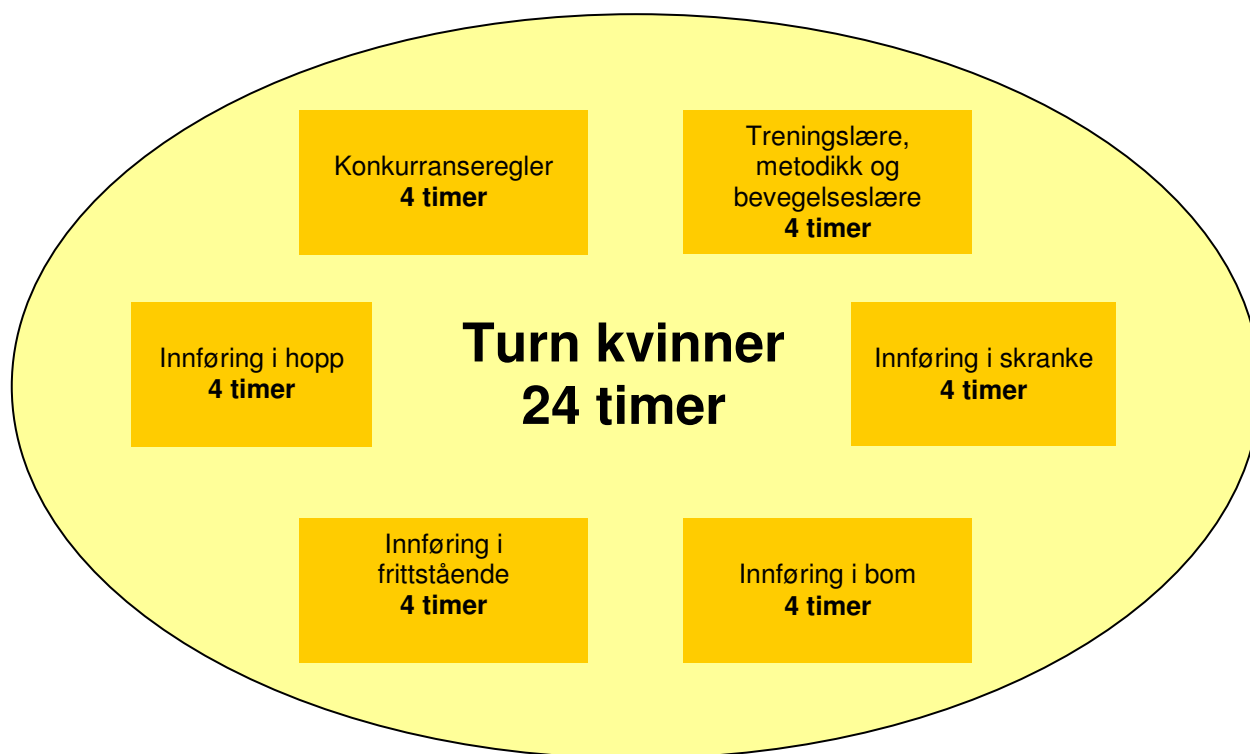 Konkurranseregler
4 timer
Treningslære,
metodikk og
bevegelseslære
4 timer
Innføring i hopp
4 timer
Turn kvinner
24 timer
Innføring i skranke
4 timer
Innføring i
frittstående
4 timer
Innføring i bom
4 timer